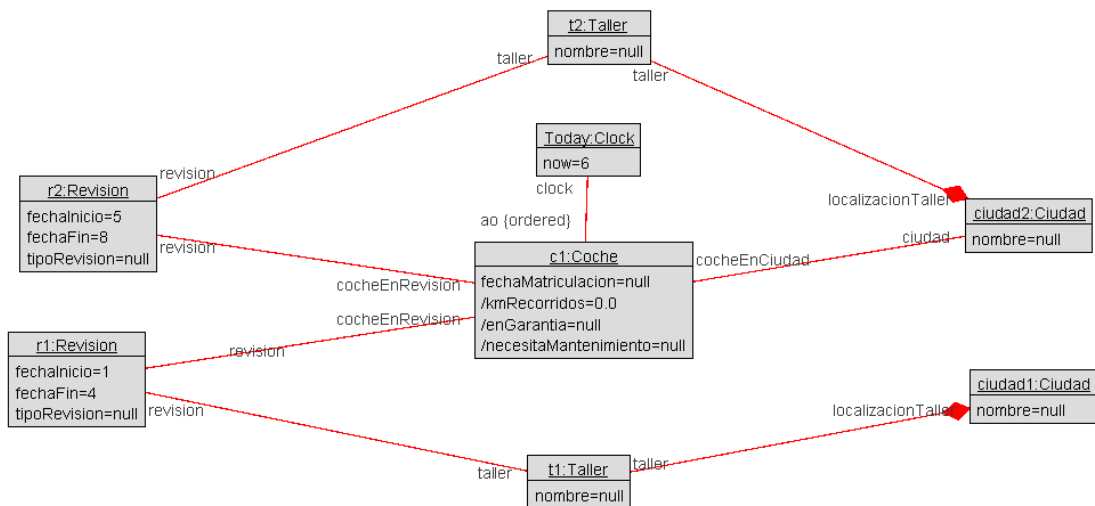 t2:Taller
nombre=null
taller
taller
Today:Clock
now=6
clock
revision
r2:Revision
fechaInicio=5
fechaFin=8
tipoRevision=null
revision
localizacionTaller
ciudad2:Ciudad
nombre=null
ciudad
ao {ordered}
c1:Coche
fechaMatriculacion=null
/kmRecorridos=0.0
/enGarantia=null
/necesitaMantenimiento=null
cocheEnCiudad
cocheEnRevision
cocheEnRevision
r1:Revision
fechaInicio=1
fechaFin=4
tipoRevision=null
revision
revision
ciudad1:Ciudad
nombre=null
localizacionTaller
taller
t1:Taller
nombre=null
taller